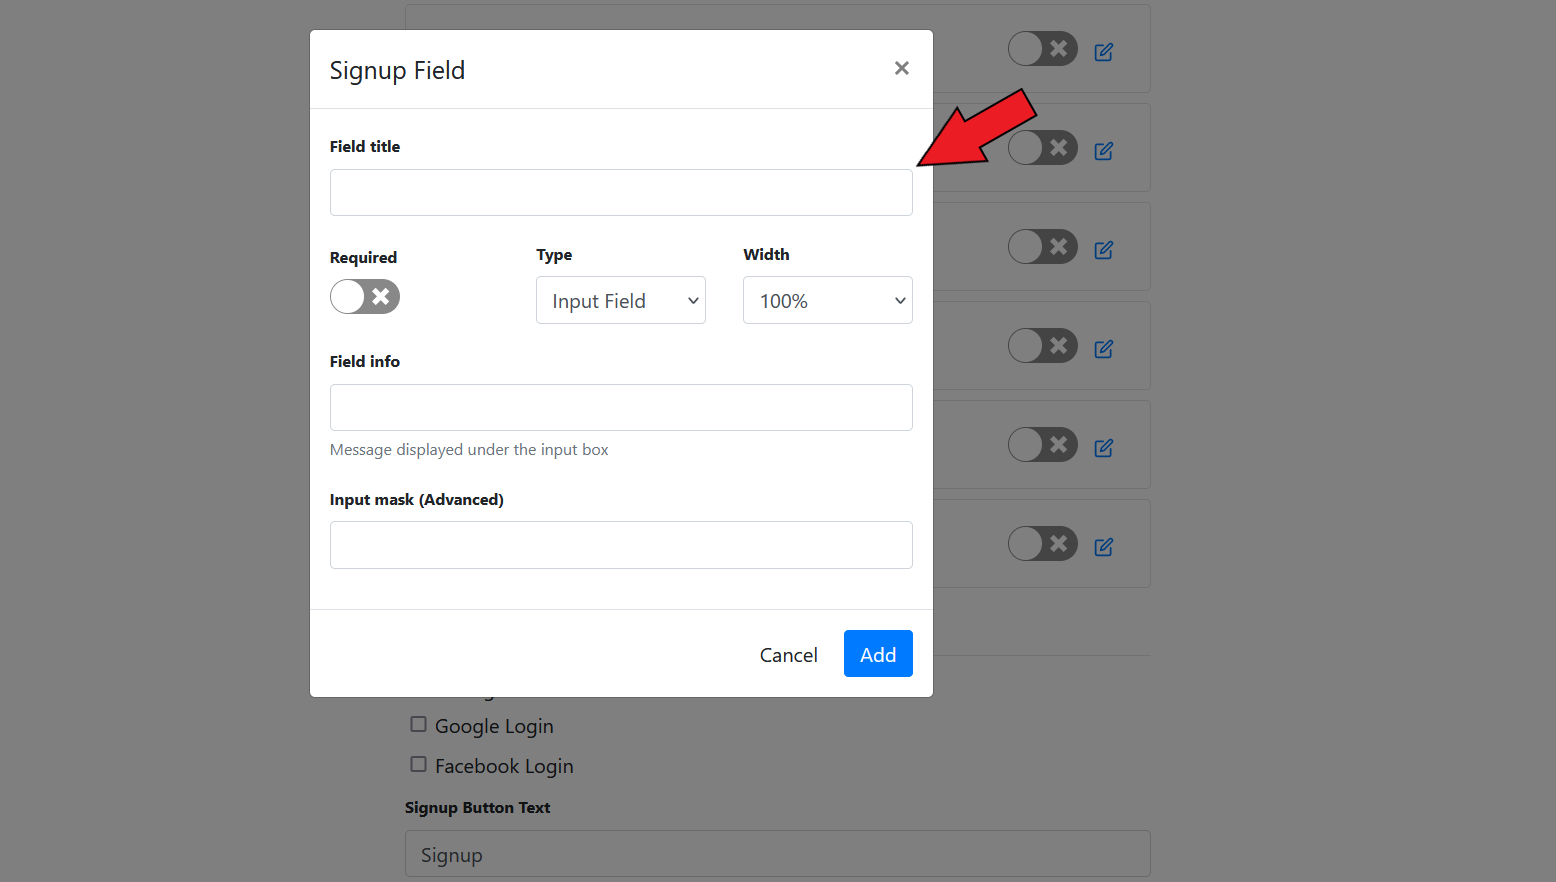 Signup Field
Field title
Required
Type
Width
Input Field
100%
Field info
Message displayed under the input box
Input mask (Advanced)
Cancel
Add
Google Login
Facebook Login
Signup Button Text
Signup